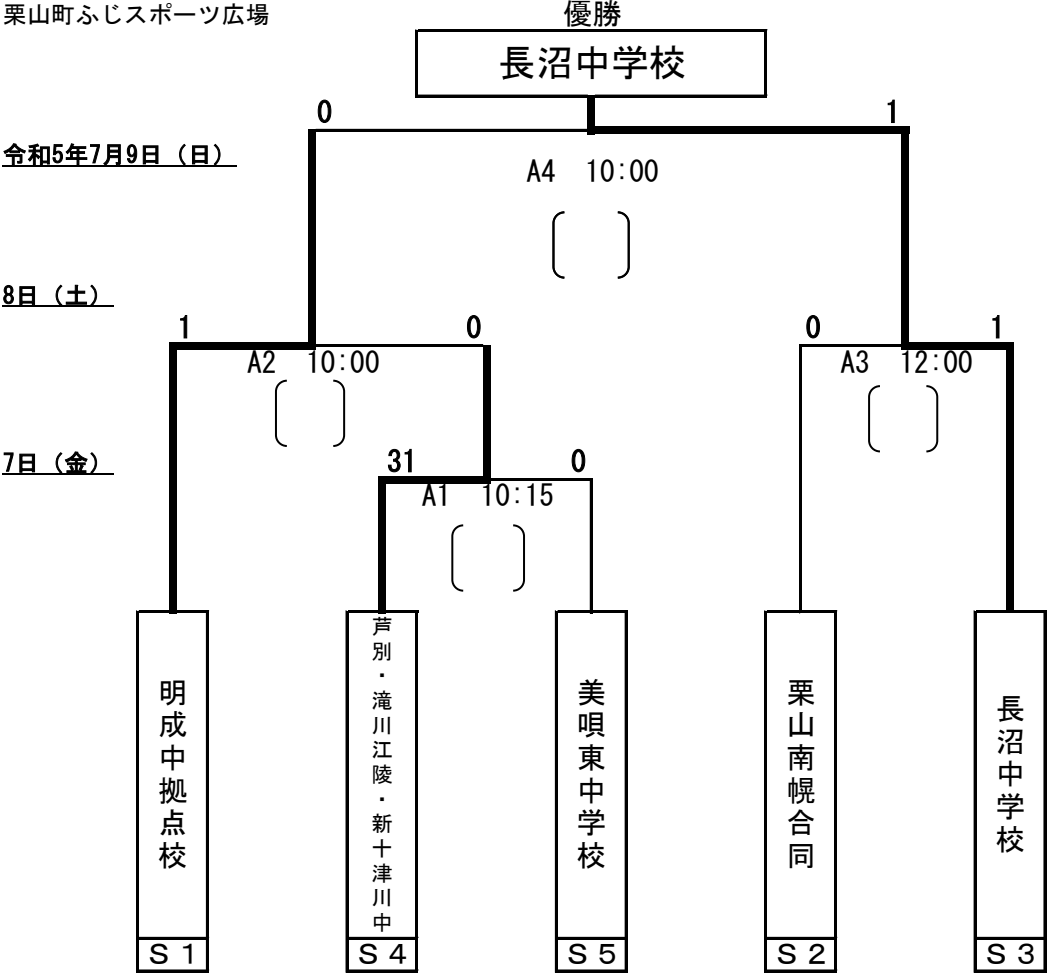 栗山町ふじスポーツ広場
優勝
長沼中学校
0
1
令和5年7月9日（日）
A4 10:00
8日（土）
1
0
0
1
A2 10:00
A3 12:00
7日（金）
31
0
A1 10:15
明成中拠点校
芦別・滝川江陵・新十津川中
美唄東中学校
栗山南幌合同
長沼中学校
Ｓ１
Ｓ４
Ｓ５
Ｓ２
Ｓ３